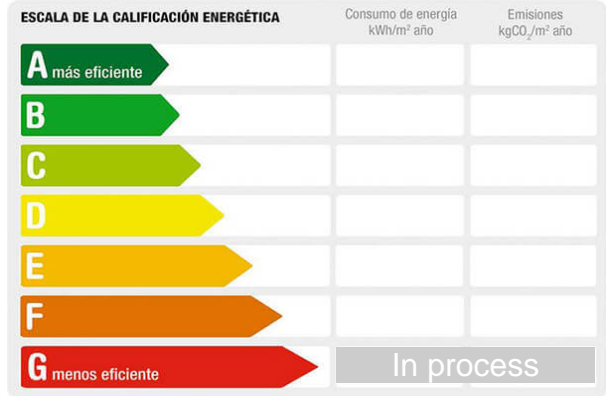 ESCALA DE LA CALIFICACIÓN ENERGÉTICA
Consumo de energía
kWh/m² año
Emisiones
kgCO₂/m² año
A más eficiente
B
C
D
E
F
G menos eficiente
In process